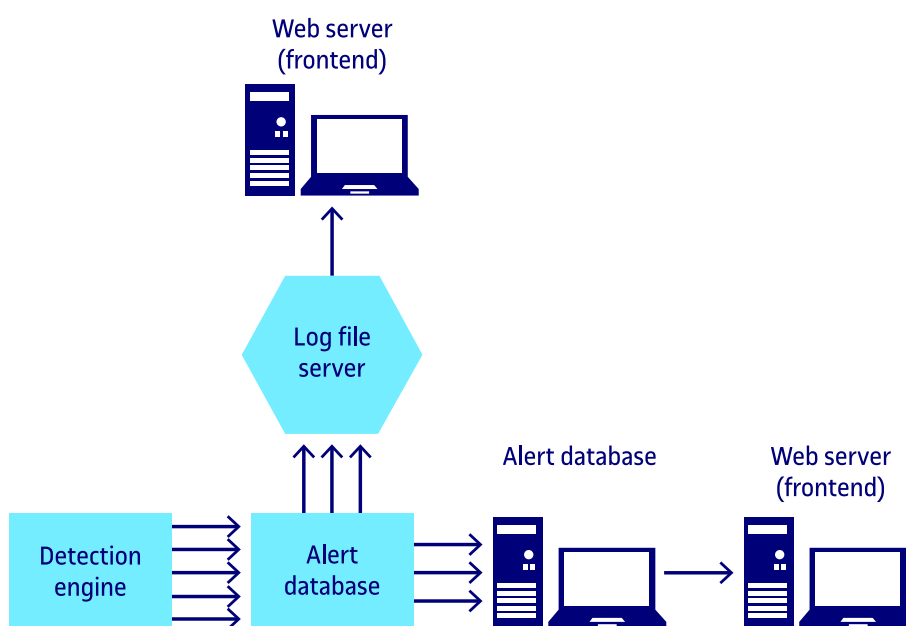 Web server
(frontend)
Log file
server
Alert database
Web server
(frontend)
Detection
engine
Alert
database